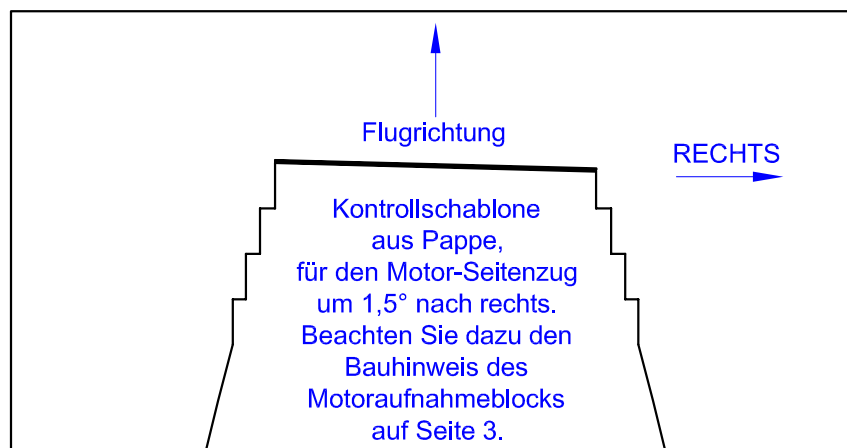 Flugrichtung
RECHTS
Kontrollschablone
aus Pappe,
für den Motor-Seitenzug
um 1,5° nach rechts.
Beachten Sie dazu den
Bauhinweis des
Motoraufnahmeblocks
auf Seite 3.